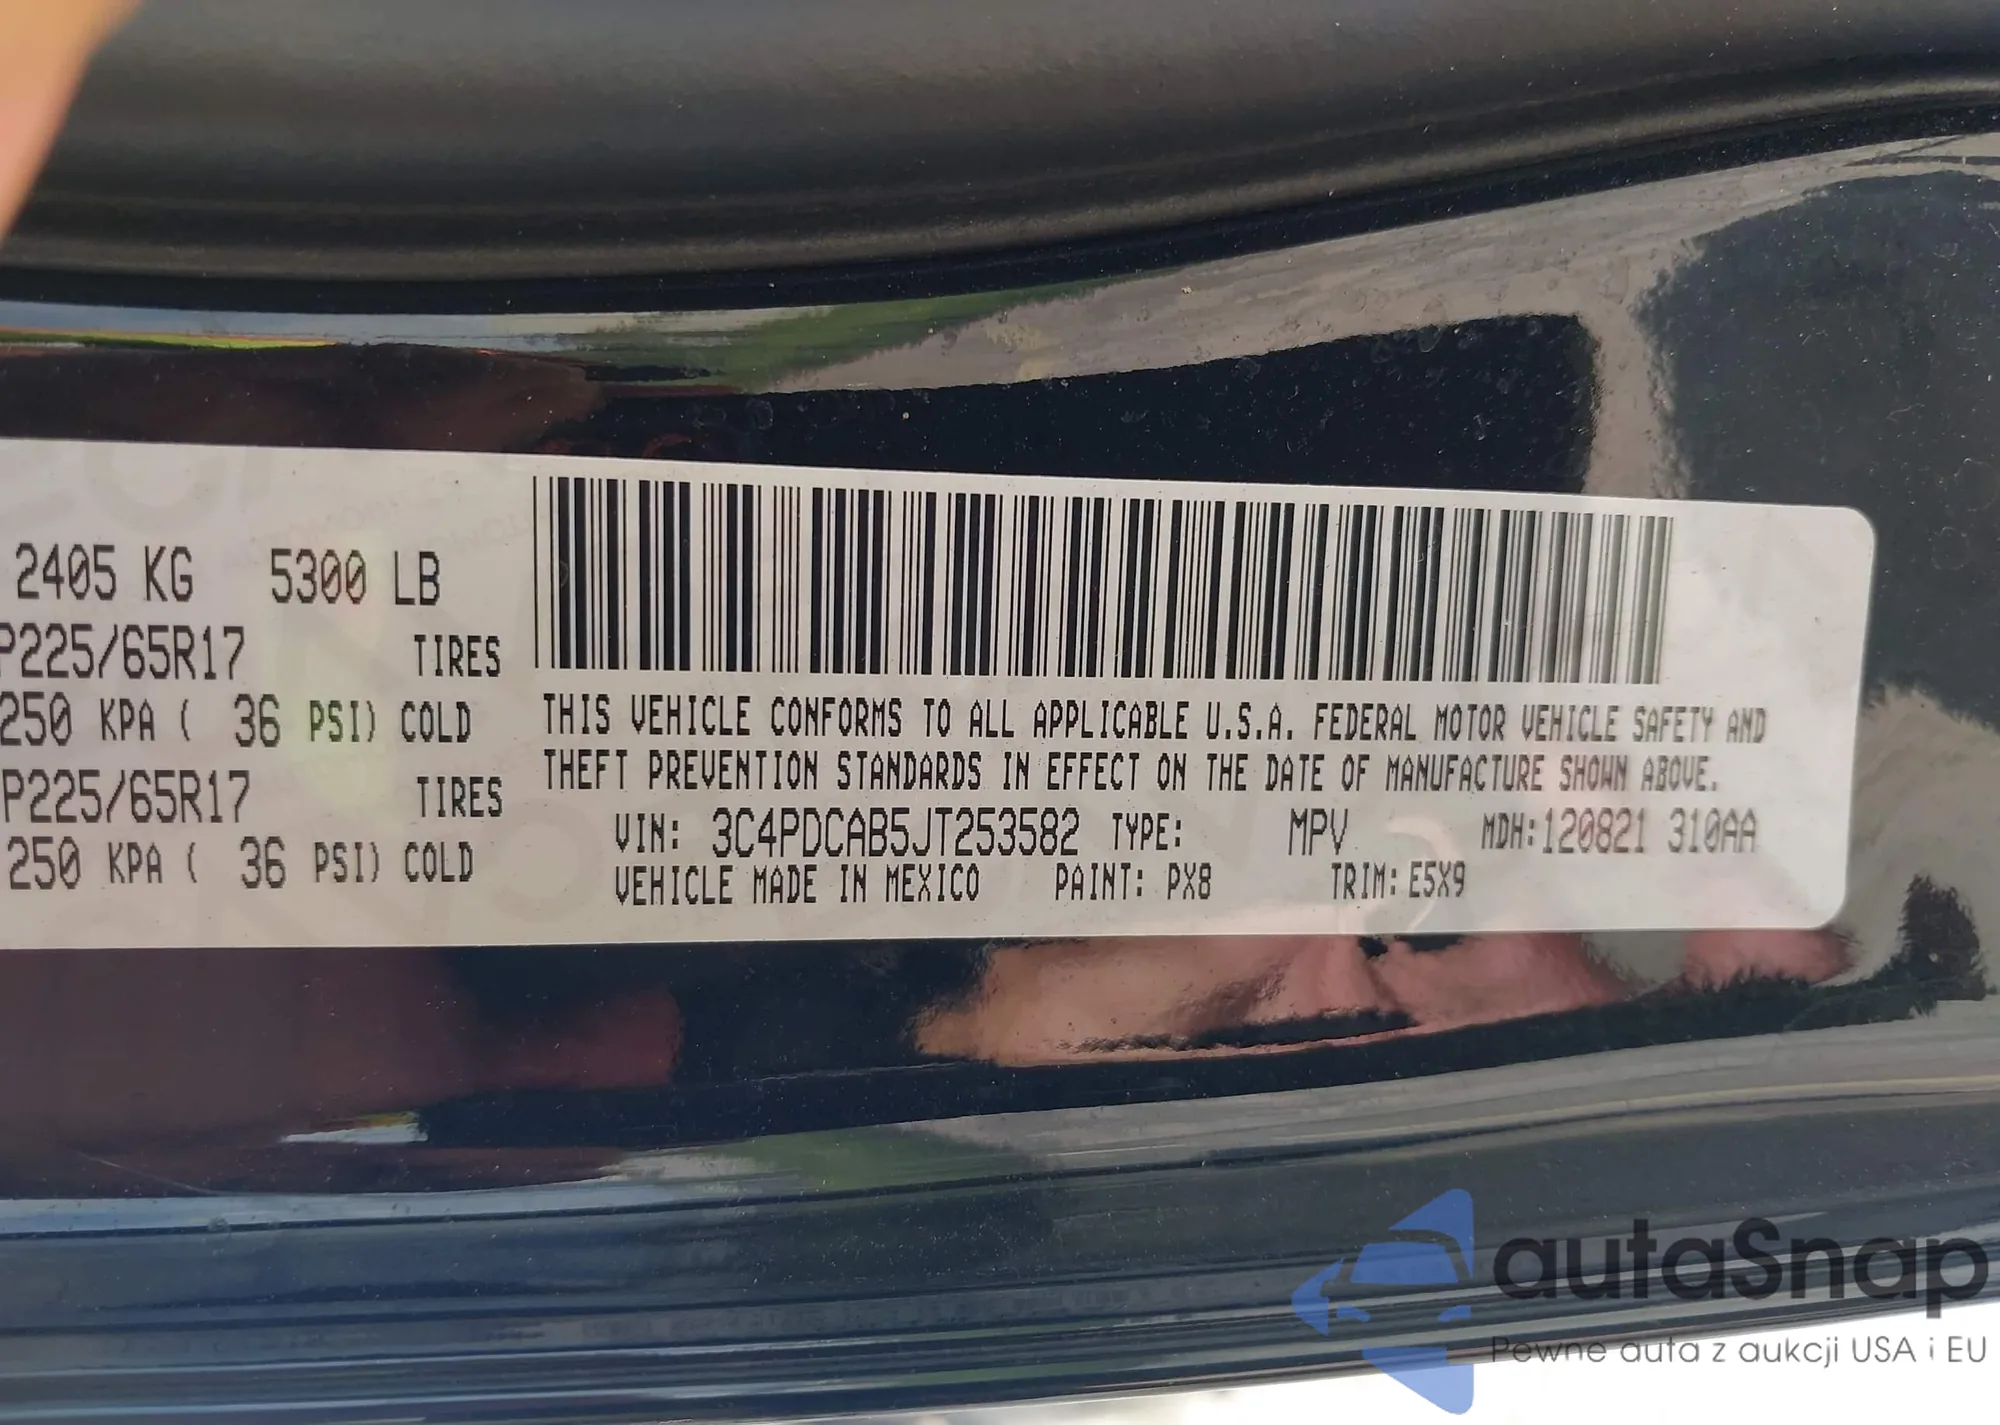 2405 KG 5300 LB
P225/65R17 TIRES
250 KPA ( 36 PSI) COLD
P225/65R17 TIRES
250 KPA ( 36 PSI) COLD
THIS VEHICLE CONFORMS TO ALL APPLICABLE U.S.A. FEDERAL MOTOR VEHICLE SAFETY AND
THEFT PREVENTION STANDARDS IN EFFECT ON THE DATE OF MANUFACTURE SHOWN ABOVE.
VIN: 3C4PDCAB5JT253582 TYPE: MPV MDH:120821 310AA
VEHICLE MADE IN MEXICO PAINT: PX8 TRIM: E5X9
autaSnap
Pewne auta z aukcji USA i EU